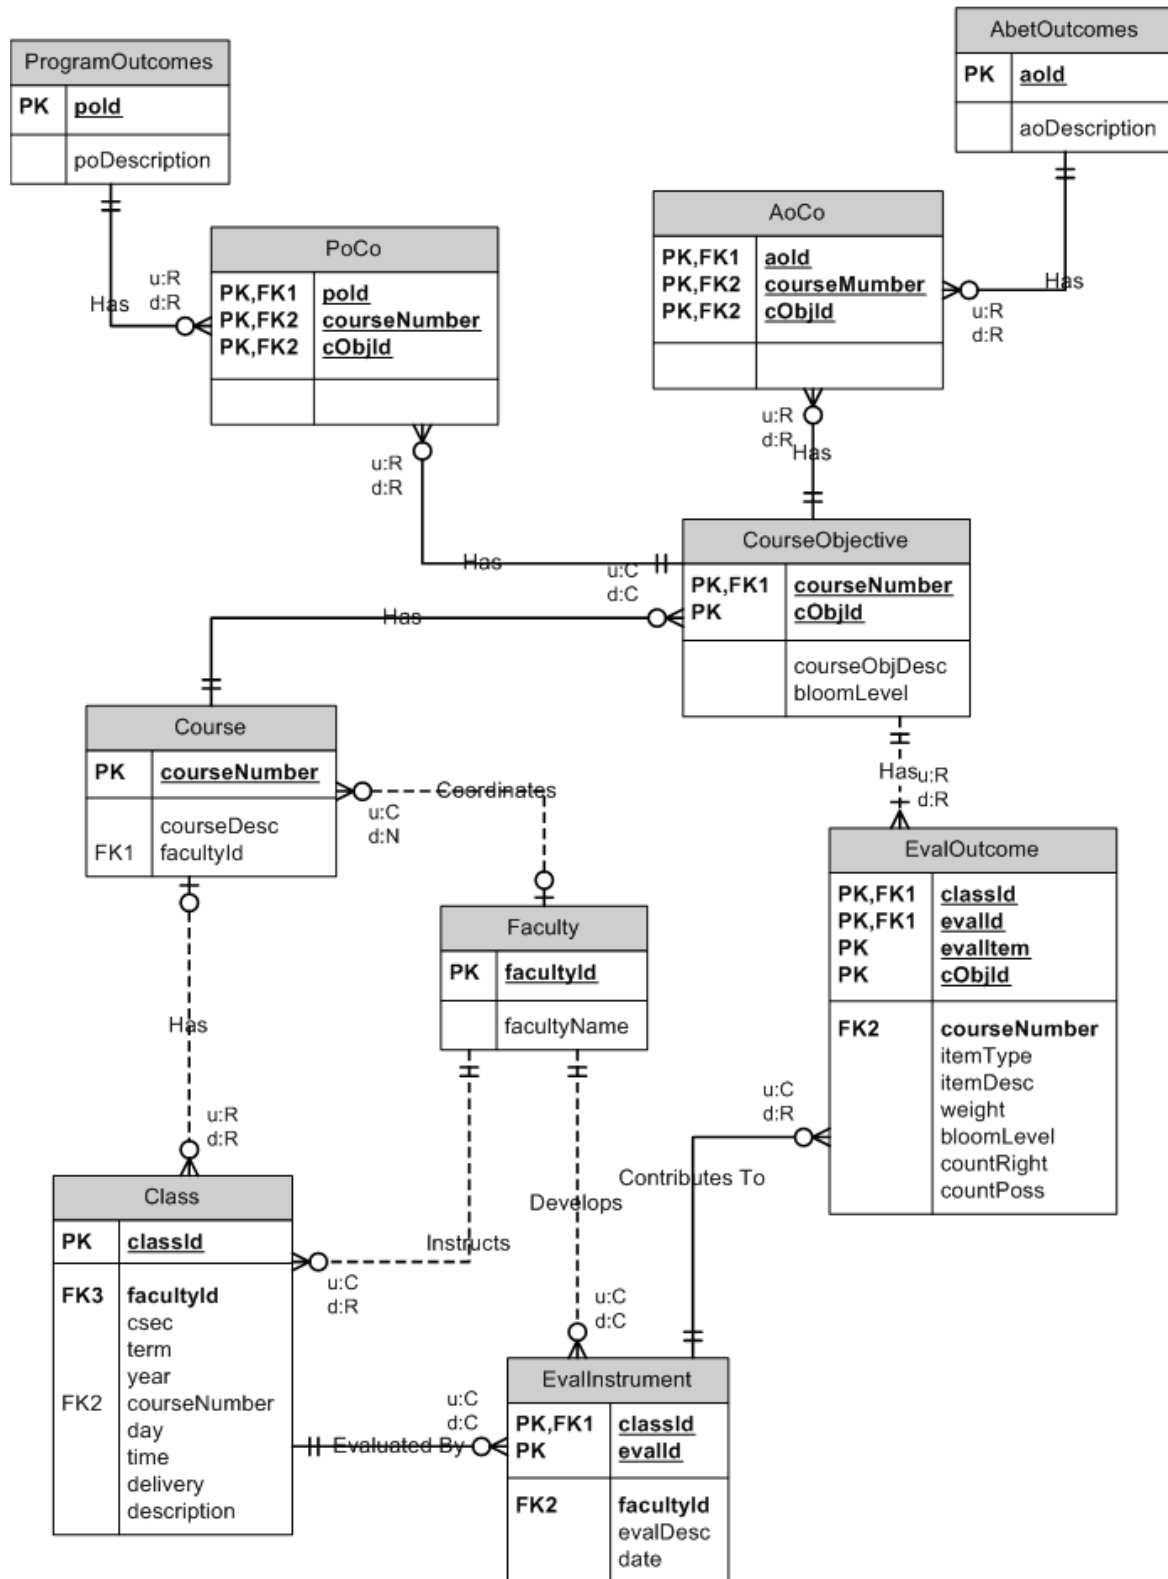 ProgramOutcomes
PK poId
poDescription
AbetOutcomes
PK aoId
aoDescription
Has
u:R
d:R
PoCo
PK,FK1 poId
PK,FK2 courseNumber
PK,FK2 cObjId
AoCo
PK,FK1 aoId
PK,FK2 courseMumber
PK,FK2 cObjId
Has
u:R
d:R
u:R
d:R
Has
u:R
d:R
Has
CourseObjective
PK,FK1 courseNumber
PK cObjId
courseObjDesc
bloomLevel
u:C
d:C
Has
Course
PK courseNumber
courseDesc
FK1 facultyId
Coordinates
u:C
d:N
Has
u:R
d:R
EvalOutcome
PK,FK1 classId
PK,FK1 evalId
PK evalItem
PK cObjId
FK2 courseNumber
itemType
itemDesc
weight
bloomLevel
countRight
countPoss
Faculty
PK facultyId
facultyName
Has
u:R
d:R
u:C
d:R
Contributes To
Develops
Instructs
u:C
d:R
u:C
d:C
Class
PK classId
FK3 facultyId
csec
term
year
FK2 courseNumber
day
time
delivery
description
u:C
d:C
Evaluated By
EvalInstrument
PK,FK1 classId
PK evalId
FK2 facultyId
evalDesc
date